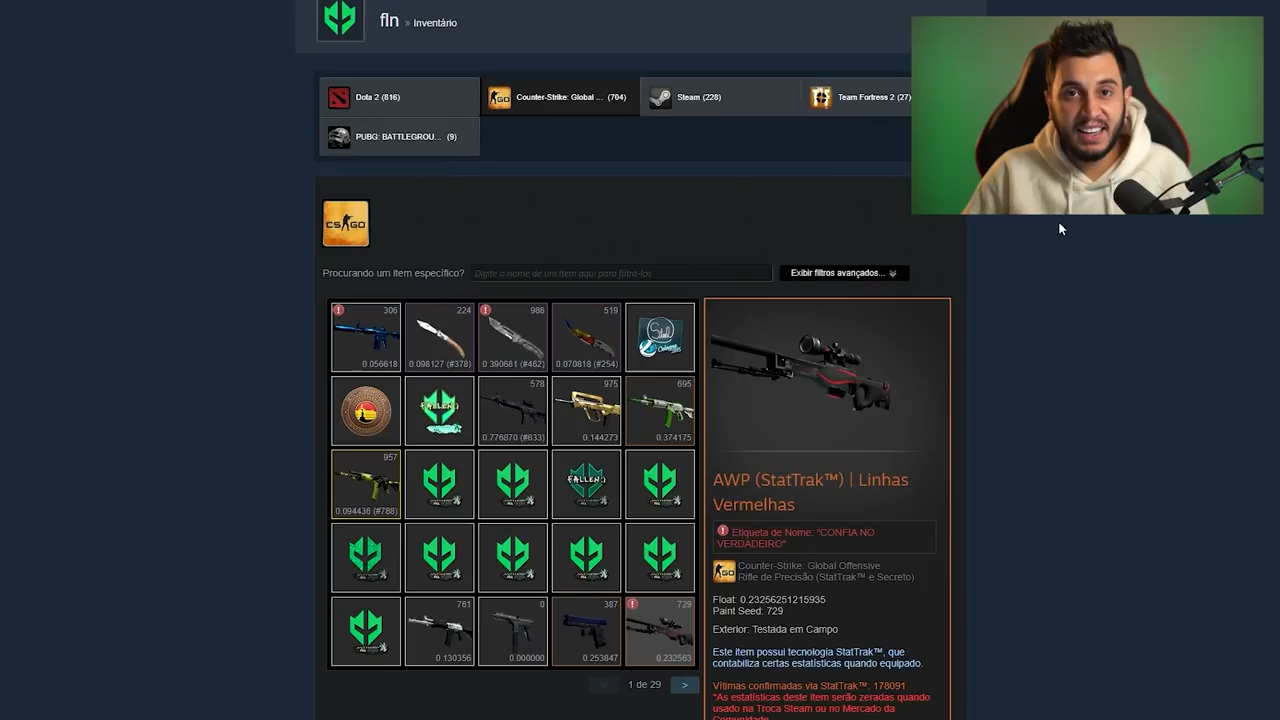 fln » Inventário
Dota 2 (816)
Counter-Strike: Global ... (704)
Steam (228)
Team Fortress 2 (27)
PUBG: BATTLEGROU... (9)
CS GO
Procurando um item específico?
Digite o nome de um item aqui para filtrá-los
Exibir filtros avançados...
306
0.056618
224
0.098127 (#378)
986
0.390681 (#462)
519
0.070818 (#254)
FALLEN
578
0.776870 (#633)
975
0.144273
695
0.374175
957
0.094436 (#788)
FALLEN
761
0.130356
0
0.000000
387
0.253847
729
0.232563
1 de 29
>
AWP (StatTrak™) | Linhas
Vermelhas
Etiqueta de Nome: "CONFIA NO
VERDADEIRO"
Counter-Strike: Global Offensive
Rifle de Precisão (StatTrak™ e Secreto)
Float: 0.23256251215935
Paint Seed: 729
Exterior: Testada em Campo
Este item possui tecnologia StatTrak™, que
contabiliza certas estatísticas quando equipado.
Vítimas confirmadas via StatTrak™: 178091
"As estatísticas deste item serão zeradas quando
usado na Troca Steam ou no Mercado da
Comunidade